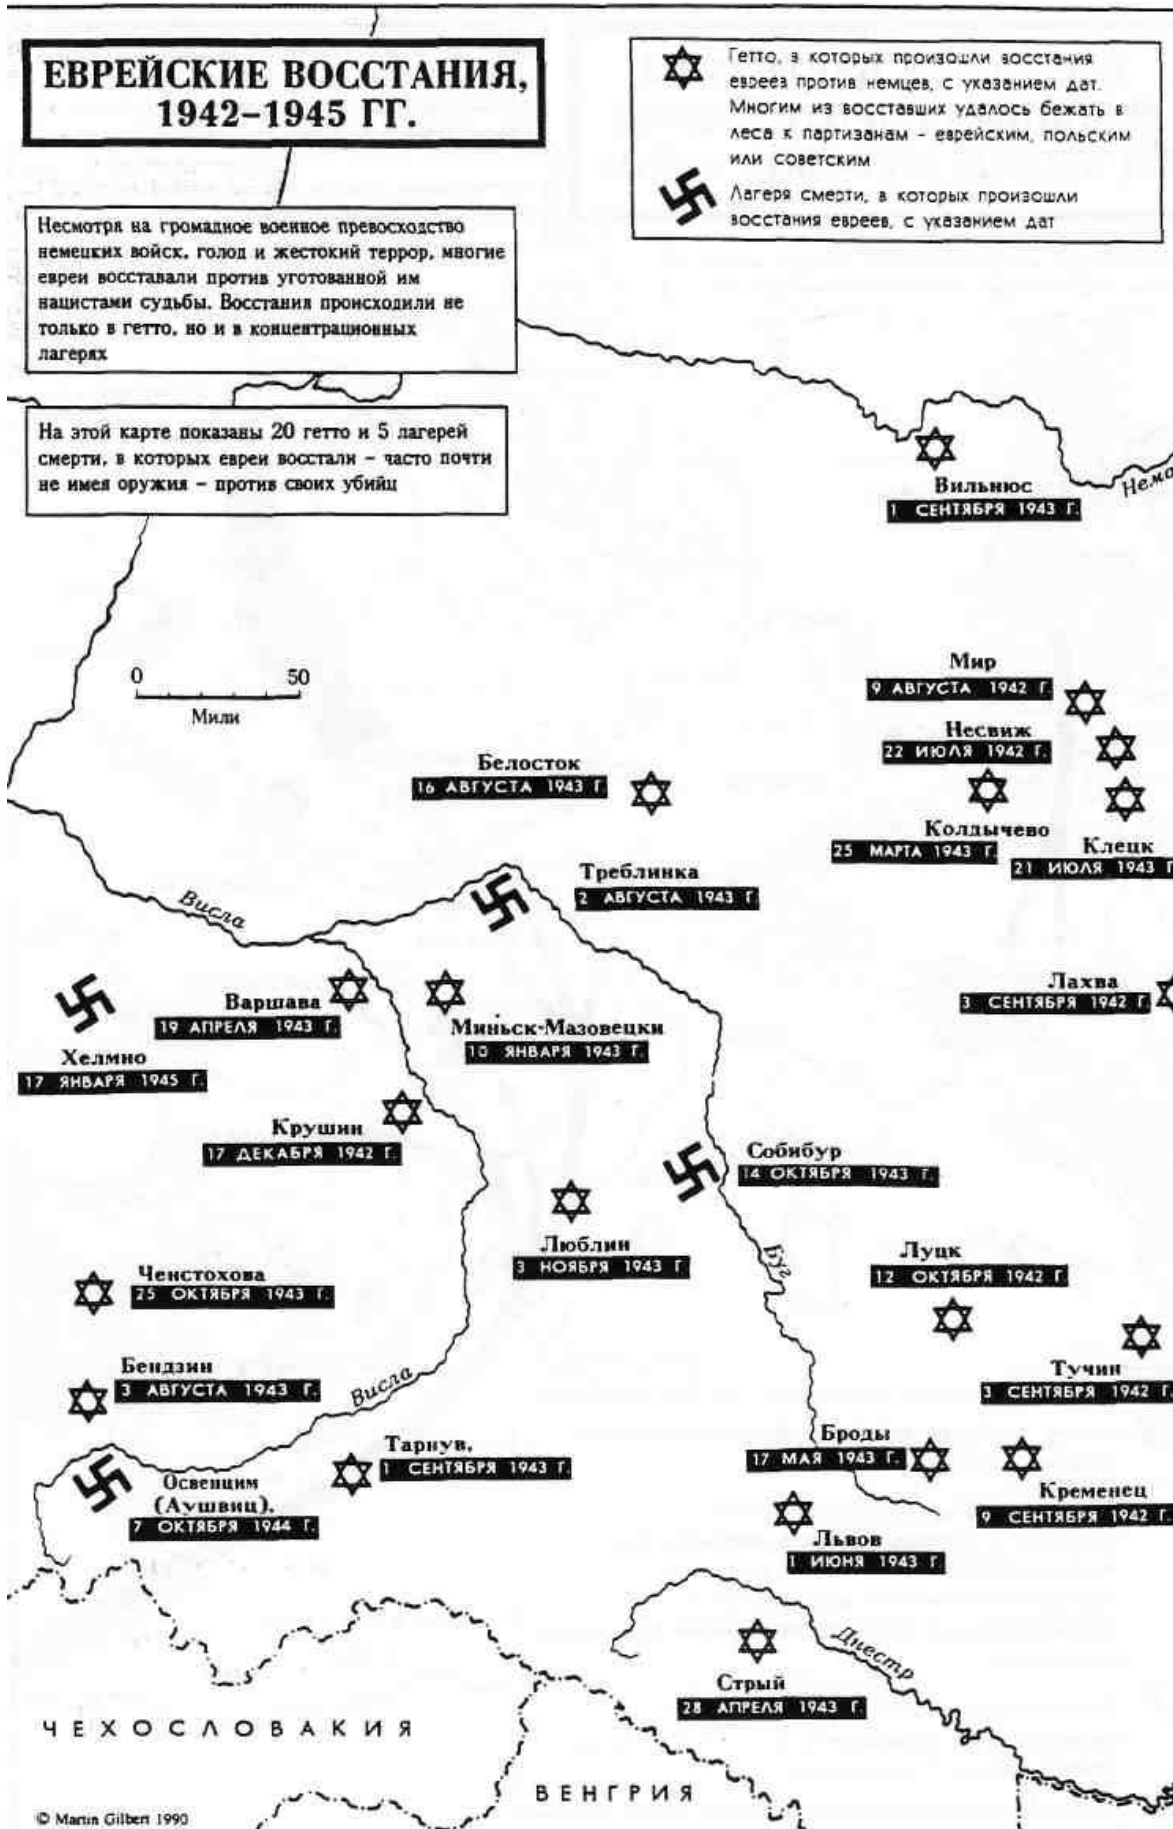 ЕВРЕЙСКИЕ ВОССТАНИЯ,
1942–1945 ГГ.
Гетто, в которых произошли восстания
евреев против немцев, с указанием дат.
Многим из восставших удалось бежать в
леса к партизанам – еврейским, польским
или советским
Лагеря смерти, в которых произошли
восстания евреев, с указанием дат
Несмотря на громадное военное превосходство
немецких войск, голод и жестокий террор, многие
евреи восставали против уготованной им
нацистами судьбы. Восстания происходили не
только в гетто, но и в концентрационных
лагерях
На этой карте показаны 20 гетто и 5 лагерей
смерти, в которых евреи восстали – часто почти
не имея оружия – против своих убийц
Вильнюс
1 СЕНТЯБРЯ 1943 Г.
0 50
Мили
Мир
9 АВГУСТА 1942 Г.
Несвиж
22 ИЮЛЯ 1942 Г.
Белосток
16 АВГУСТА 1943 Г.
Колдычево
25 МАРТА 1943 Г.
Клецк
21 ИЮЛЯ 1943 Г
Треблинка
2 АВГУСТА 1943 Г.
Висла
Варшава
19 АПРЕЛЯ 1943 Г.
Миньск-Мазовецки
10 ЯНВАРЯ 1943 Г.
Лахва
3 СЕНТЯБРЯ 1942 Г.
Хелмно
17 ЯНВАРЯ 1945 Г.
Крушин
17 ДЕКАБРЯ 1942 Г.
Собибур
14 ОКТЯБРЯ 1943 Г.
Люблин
3 НОЯБРЯ 1943 Г
Буг
Луцк
12 ОКТЯБРЯ 1942 Г
Ченстохова
25 ОКТЯБРЯ 1943 Г.
Тучин
3 СЕНТЯБРЯ 1942 Г.
Бендзин
3 АВГУСТА 1943 Г.
Висла
Броды
17 МАЯ 1943 Г.
Тарнув,
1 СЕНТЯБРЯ 1943 Г.
Кременец
9 СЕНТЯБРЯ 1942 Г.
Освенцим
(Аушвиц),
7 ОКТЯБРЯ 1944 Г.
Львов
1 ИЮНЯ 1943 Г
Днестр
Стрый
28 АПРЕЛЯ 1943 Г.
ЧЕХОСЛОВАКИЯ
ВЕНГРИЯ
© Martin Gilbert 1990